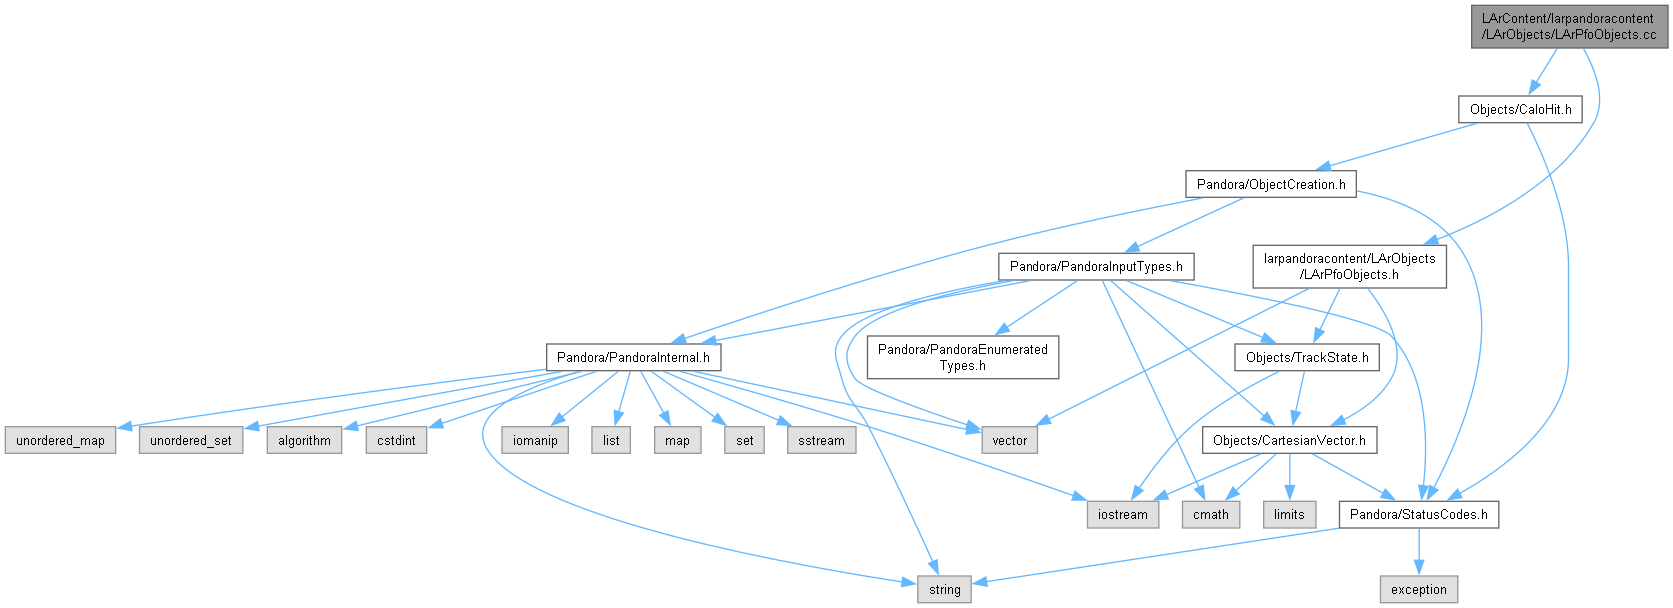 LArContent/larpandoracontent
/LArObjects/LArPfoObjects.cc
Objects/CaloHit.h
Pandora/ObjectCreation.h
larpandoracontent/LArObjects
/LArPfoObjects.h
Pandora/PandoraInputTypes.h
Pandora/PandoraEnumerated
Types.h
Objects/TrackState.h
Pandora/PandoraInternal.h
unordered_map
unordered_set
algorithm
cstdint
iomanip
list
map
set
sstream
vector
Objects/CartesianVector.h
iostream
cmath
limits
Pandora/StatusCodes.h
string
exception